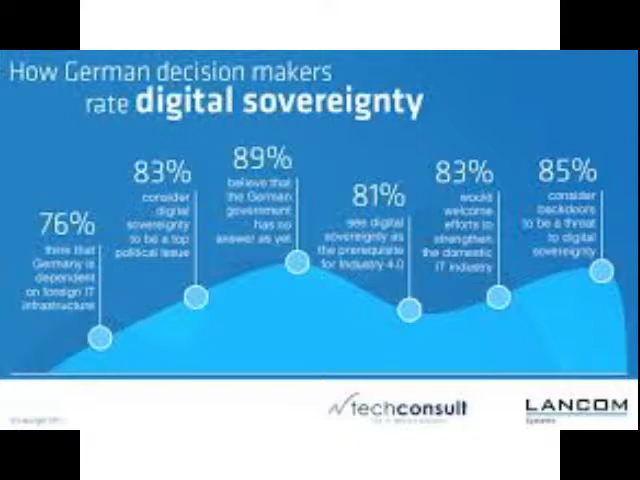 How German decision makers
rate digital sovereignty
76%
think that
Germany is
dependent
on foreign IT
infrastructure
83%
consider
digital
sovereignty
to be a top
political issue
89%
believe that
the German
government
has no
answer as yet
81%
see digital
sovereignty as
the prerequisite
for Industry 4.0
83%
would
welcome
efforts to
strengthen
the domestic
IT industry
85%
consider
backdoors
to be a threat
to digital
sovereignty
techconsult
LANCOM
Systems